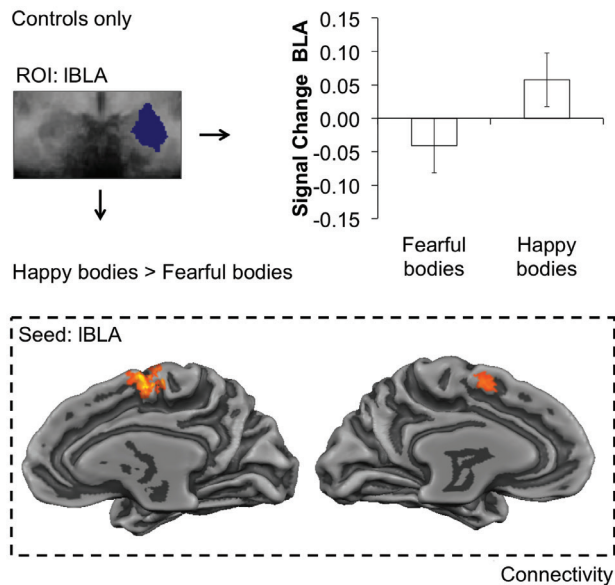 Controls only
ROI: lBLA
Happy bodies > Fearful bodies
Signal Change BLA
0.15
0.10
0.05
0.00
-0.05
-0.10
-0.15
Fearful
bodies
Happy
bodies
Seed: lBLA
Connectivity